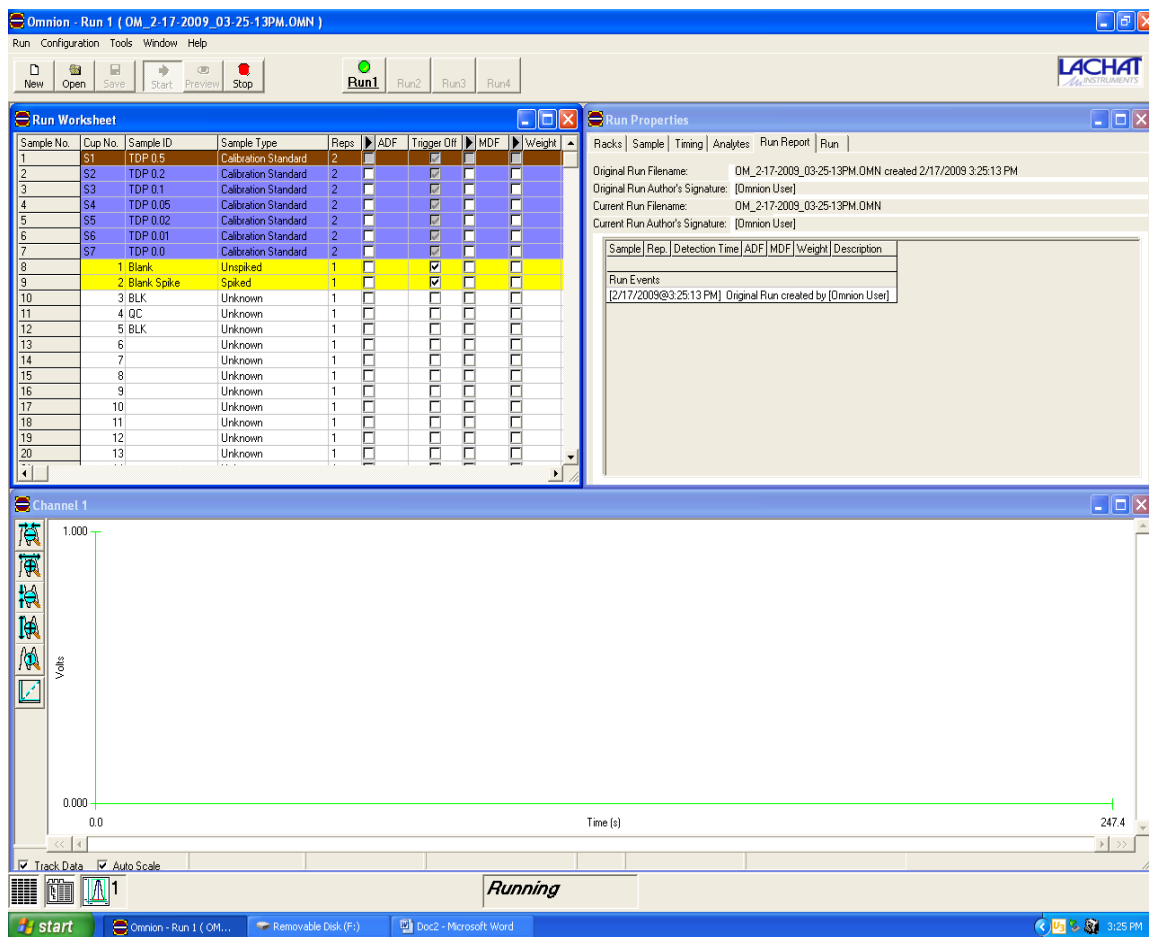 Omnion - Run 1 ( OM_2-17-2009_03-25-13PM.OMN )
Run Configuration Tools Window Help
New Open Save Start Preview Stop Run1 Run2 Run3 Run4
LACHAT
INSTRUMENTS
Run Worksheet
Sample No. Cup No. Sample ID Sample Type Reps ADF Trigger Off MDF Weight
1 S1 TDP 0.5 Calibration Standard 2
2 S2 TDP 0.2 Calibration Standard 2
3 S3 TDP 0.1 Calibration Standard 2
4 S4 TDP 0.05 Calibration Standard 2
5 S5 TDP 0.02 Calibration Standard 2
6 S6 TDP 0.01 Calibration Standard 2
7 S7 TDP 0.0 Calibration Standard 2
8 1 Blank Unspiked 1
9 2 Blank Spike Spiked 1
10 3 BLK Unknown 1
11 4 QC Unknown 1
12 5 BLK Unknown 1
13 6 Unknown 1
14 7 Unknown 1
15 8 Unknown 1
16 9 Unknown 1
17 10 Unknown 1
18 11 Unknown 1
19 12 Unknown 1
20 13 Unknown 1
Run Properties
Racks Sample Timing Analytes Run Report Run
Original Run Filename: OM_2-17-2009_03-25-13PM.OMN created 2/17/2009 3:25:13 PM
Original Run Author's Signature: [Omnion User]
Current Run Filename: OM_2-17-2009_03-25-13PM.OMN
Current Run Author's Signature: [Omnion User]
Sample Rep. Detection Time ADF MDF Weight Description
Run Events
[2/17/2009@3:25:13 PM] Original Run created by [Omnion User]
Channel 1
1.000
Volts
0.000
0.0 Time (s) 247.4
<< >>
Track Data Auto Scale
1 Running
start Omnion - Run 1 ( OM... Removable Disk (F:) Doc2 - Microsoft Word 3:25 PM